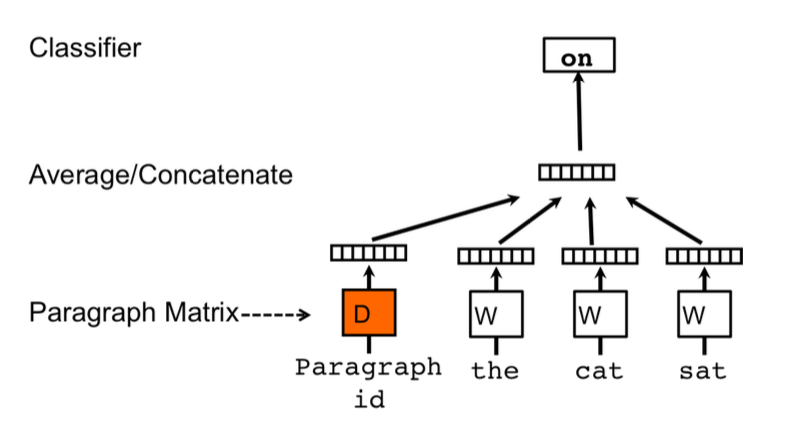 Classifier
on
Average/Concatenate
Paragraph Matrix
D
W
W
W
Paragraph
id
the
cat
sat